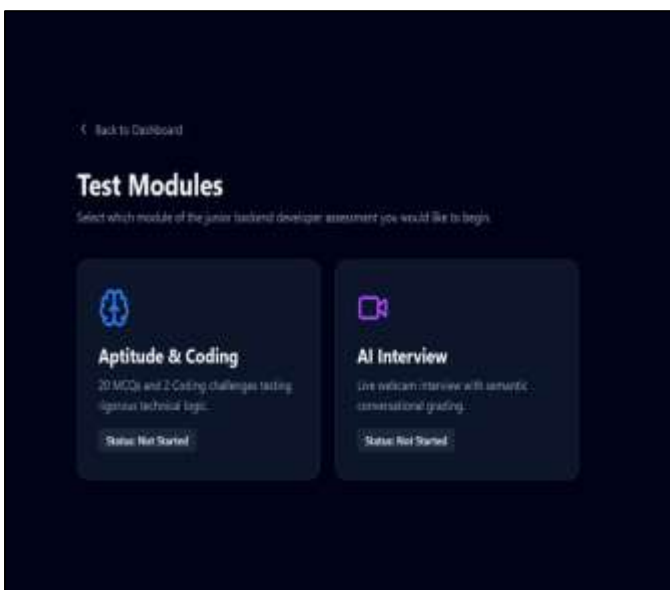 Back to Dashboard
Test Modules
Select which module of the junior backend developer assessment you would like to begin.
Aptitude & Coding
20 MCQs and 2 Coding challenges testing
rigorous technical logic.
Status: Not Started
AI Interview
Live webcam interview with semantic
conversational grading.
Status: Not Started